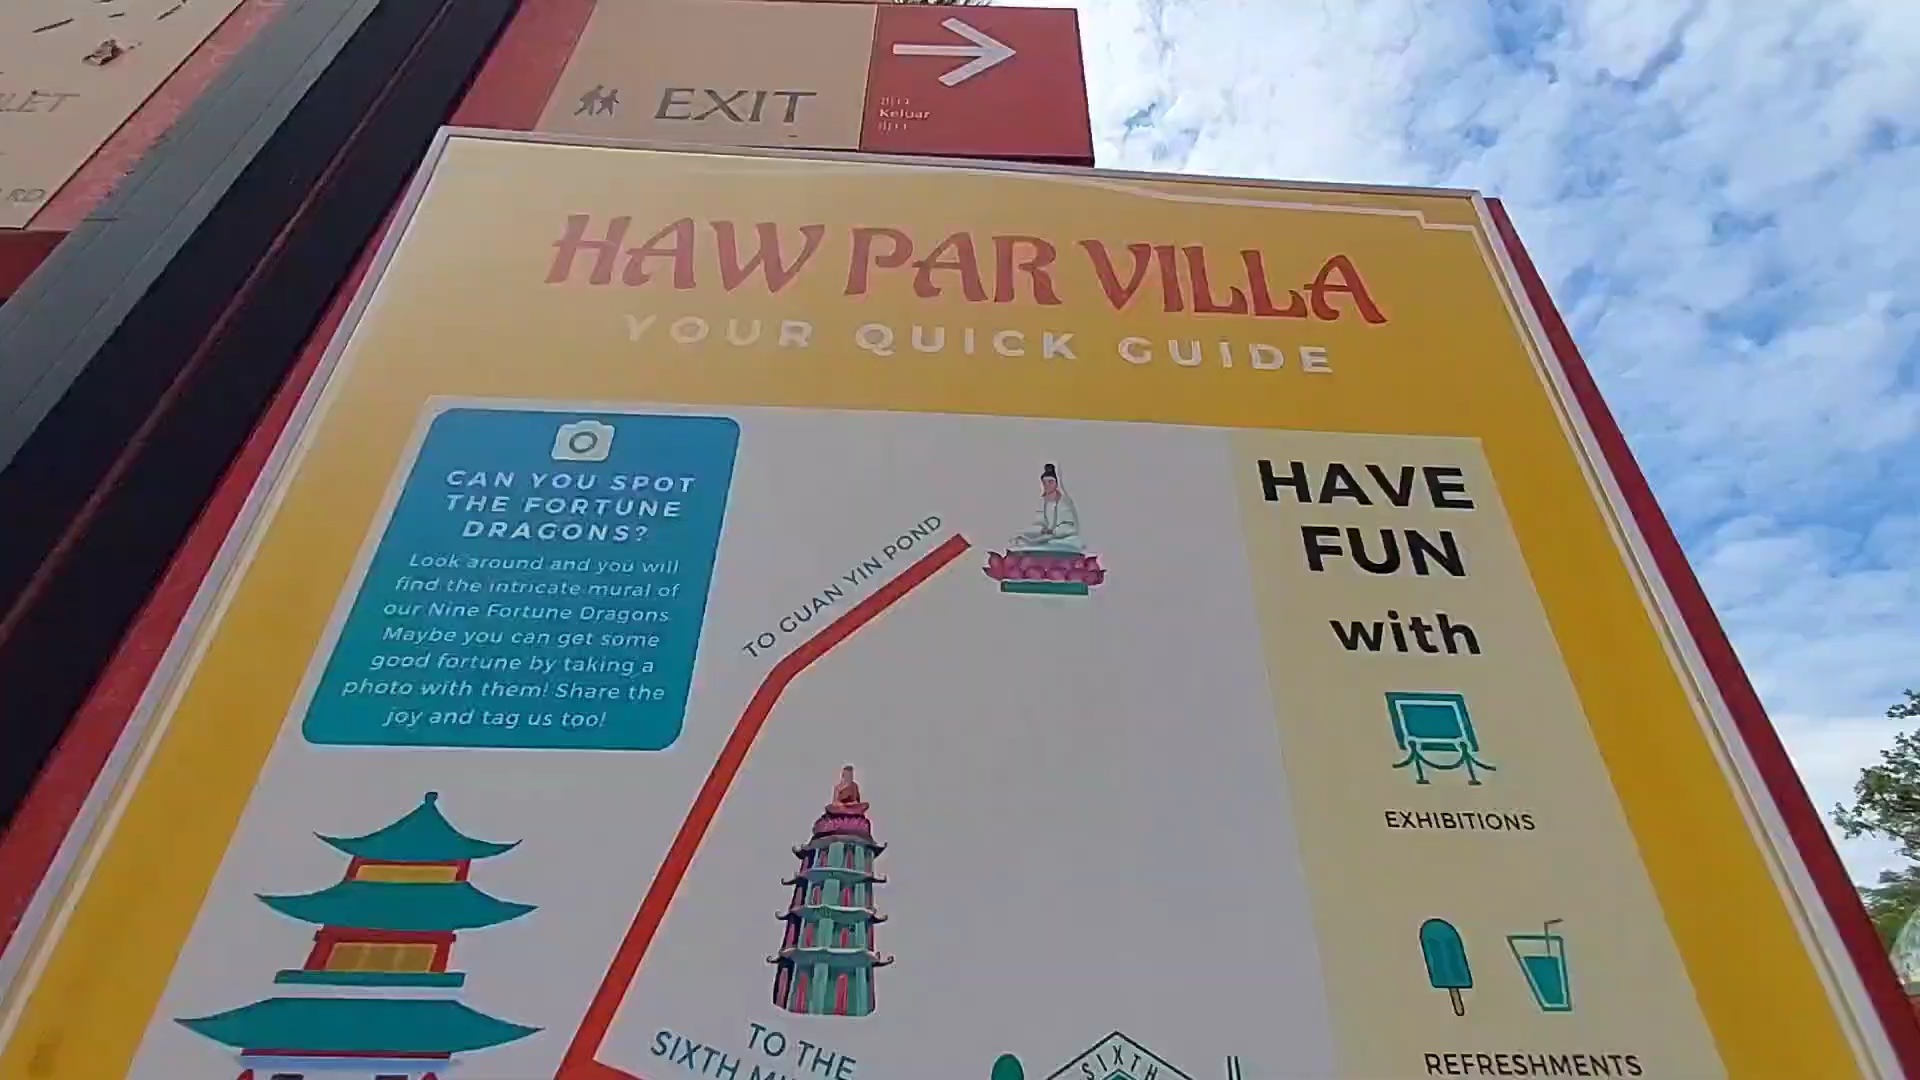 EXIT
Keluar
HAW PAR VILLA
YOUR QUICK GUIDE
CAN YOU SPOT
THE FORTUNE
DRAGONS?
Look around and you will
find the intricate mural of
our Nine Fortune Dragons
Maybe you can get some
good fortune by taking a
photo with them! Share the
joy and tag us too!
TO GUAN YIN POND
HAVE
FUN
with
EXHIBITIONS
REFRESHMENTS
TO THE
SIXTH
SIXTH